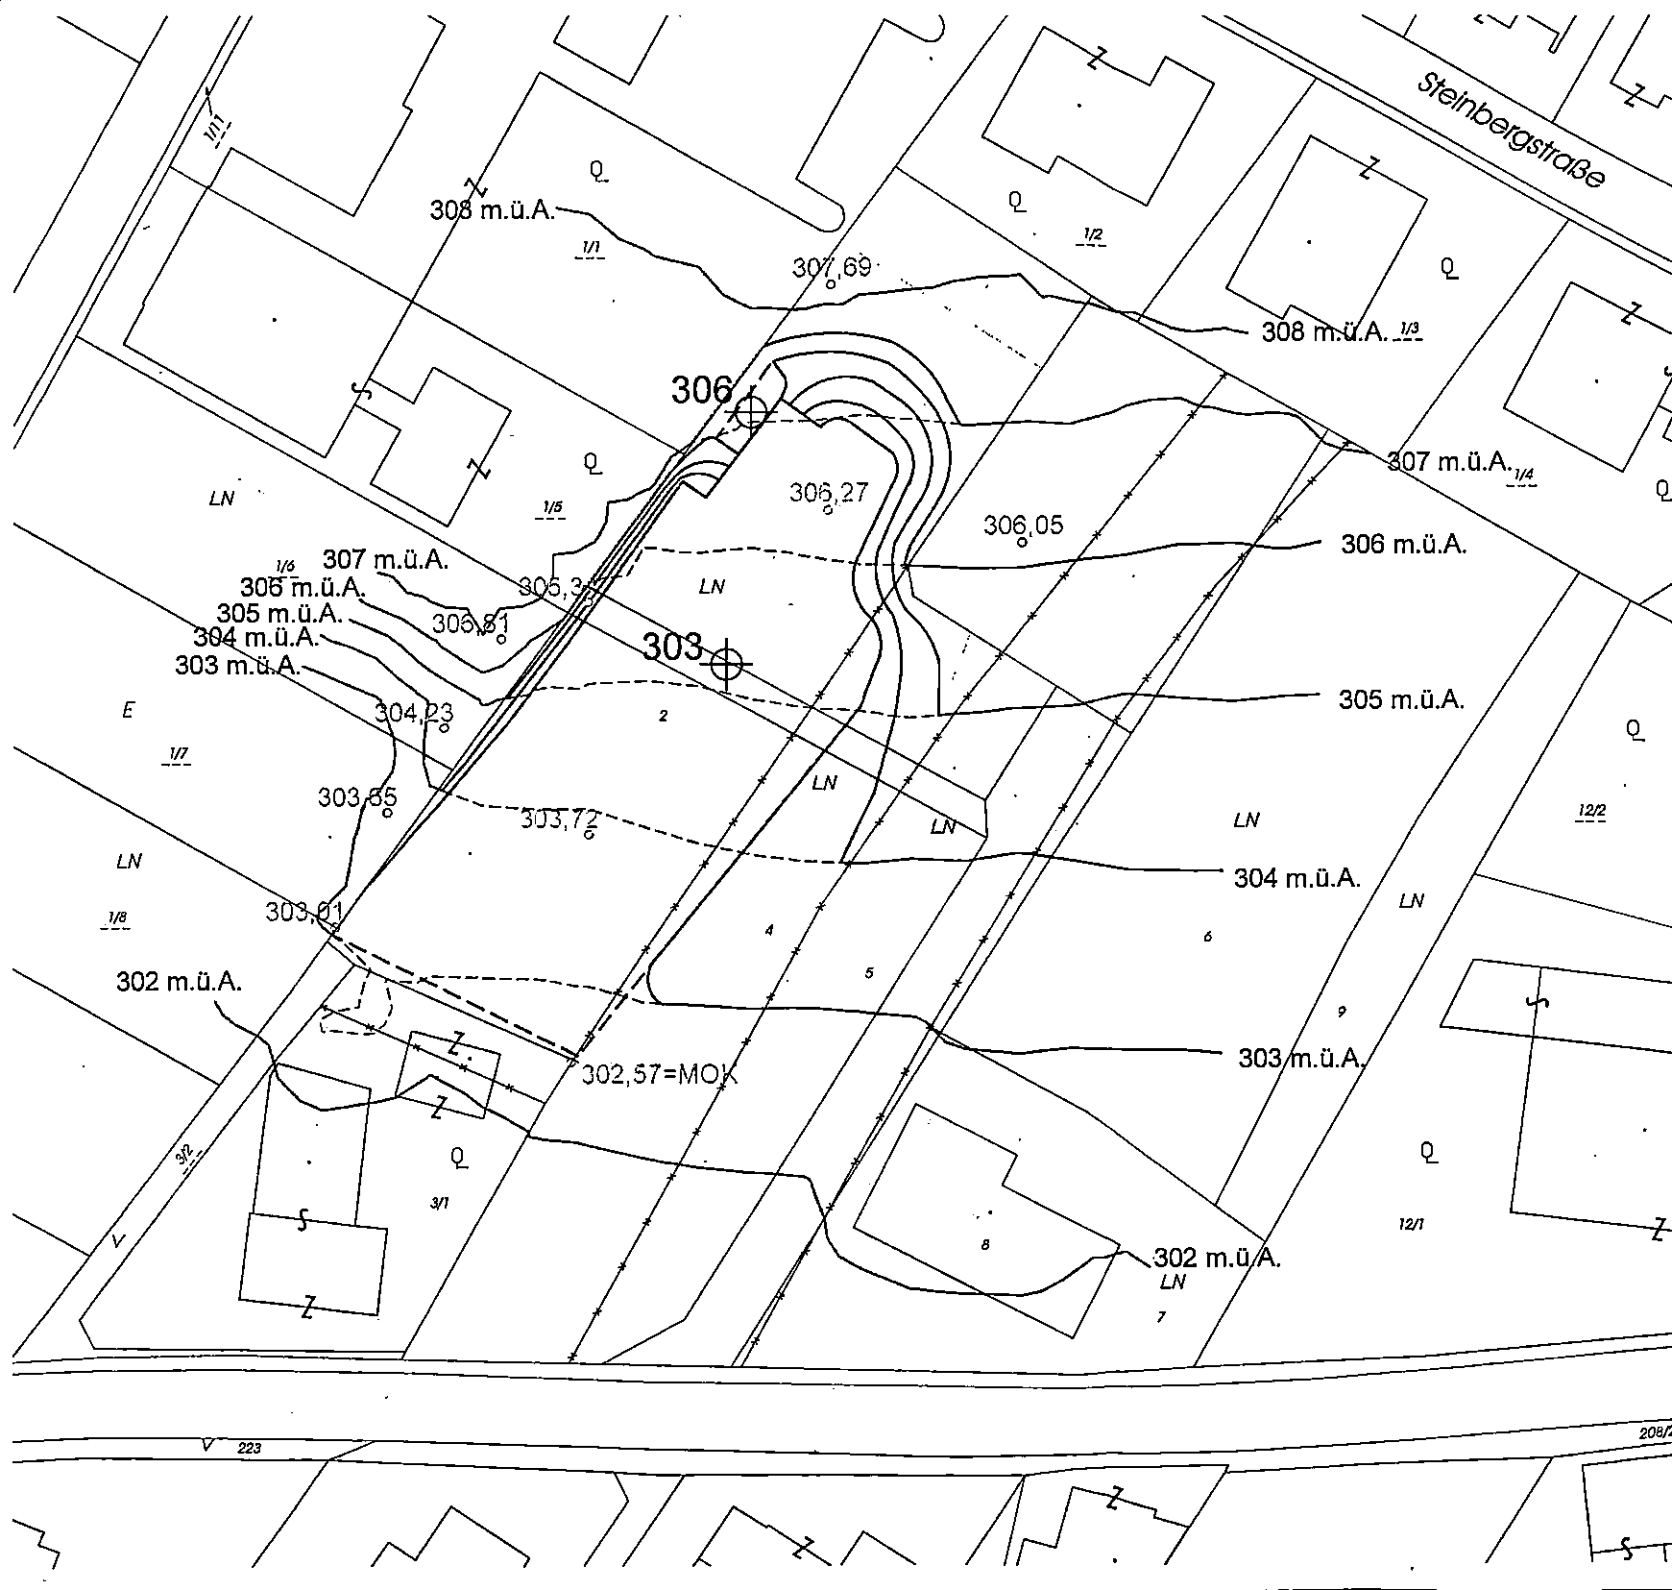 Steinbergstraße
1/11
Z
Z
Q
Q
Z
308 m.ü.A.
1/1
1/2
307,69
Q
Z
308 m.ü.A. 1/3
306
S
Q
Z
307 m.ü.A. 1/4
Q
LN
306,27
1/5
306,05
306 m.ü.A.
307 m.ü.A.
1/6
306 m.ü.A.
LN
305 m.ü.A.
306,81
304 m.ü.A.
303
303 m.ü.A.
305 m.ü.A.
E
304,23
2
Q
1/7
LN
303,65
303,72
LN
LN
12/2
LN
304 m.ü.A.
LN
1/8
303,01
4
6
5
302 m.ü.A.
9
S
303 m.ü.A.
Z
302,57=MOK
Z
3/2
Q
Q
3/1
S
V
8
12/1
Z
302 m.ü.A.
LN
Z
7
V
223
208/2
Z
Z
S